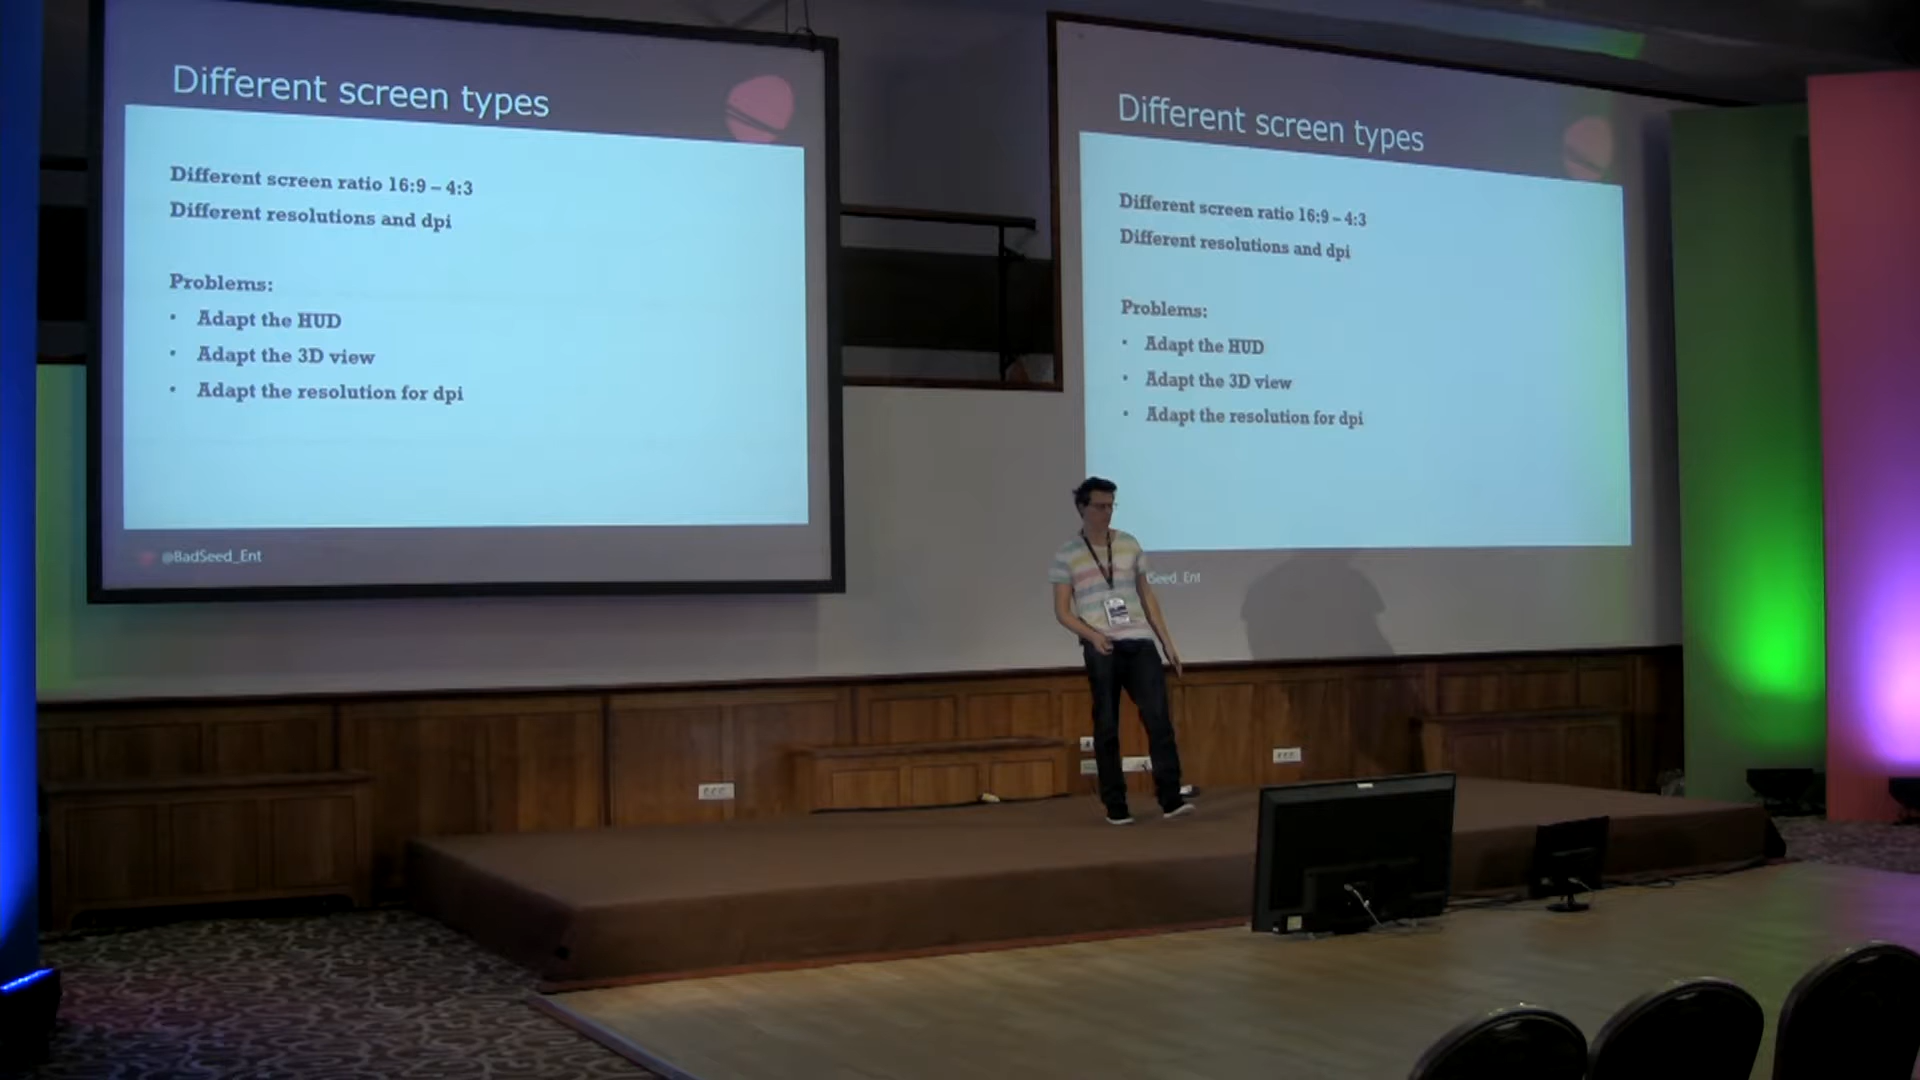 Different screen types
Different screen ratio 16:9 – 4:3
Different resolutions and dpi
Problems:
• Adapt the HUD
• Adapt the 3D view
• Adapt the resolution for dpi
@BadSeed_Ent
Different screen types
Different screen ratio 16:9 – 4:3
Different resolutions and dpi
Problems:
• Adapt the HUD
• Adapt the 3D view
• Adapt the resolution for dpi
Seed_Ent